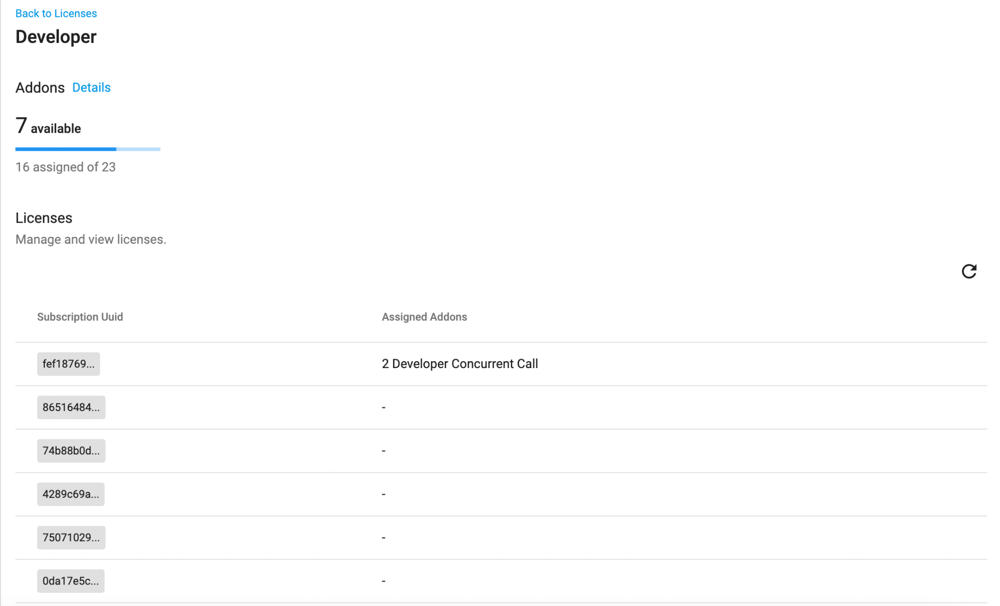 Back to Licenses
Developer
Addons Details
7 available
16 assigned of 23
Licenses
Manage and view licenses.
Subscription Uuid Assigned Addons
fef18769... 2 Developer Concurrent Call
86516484... -
74b88b0d... -
4289c69a... -
75071029... -
0da17e5c... -